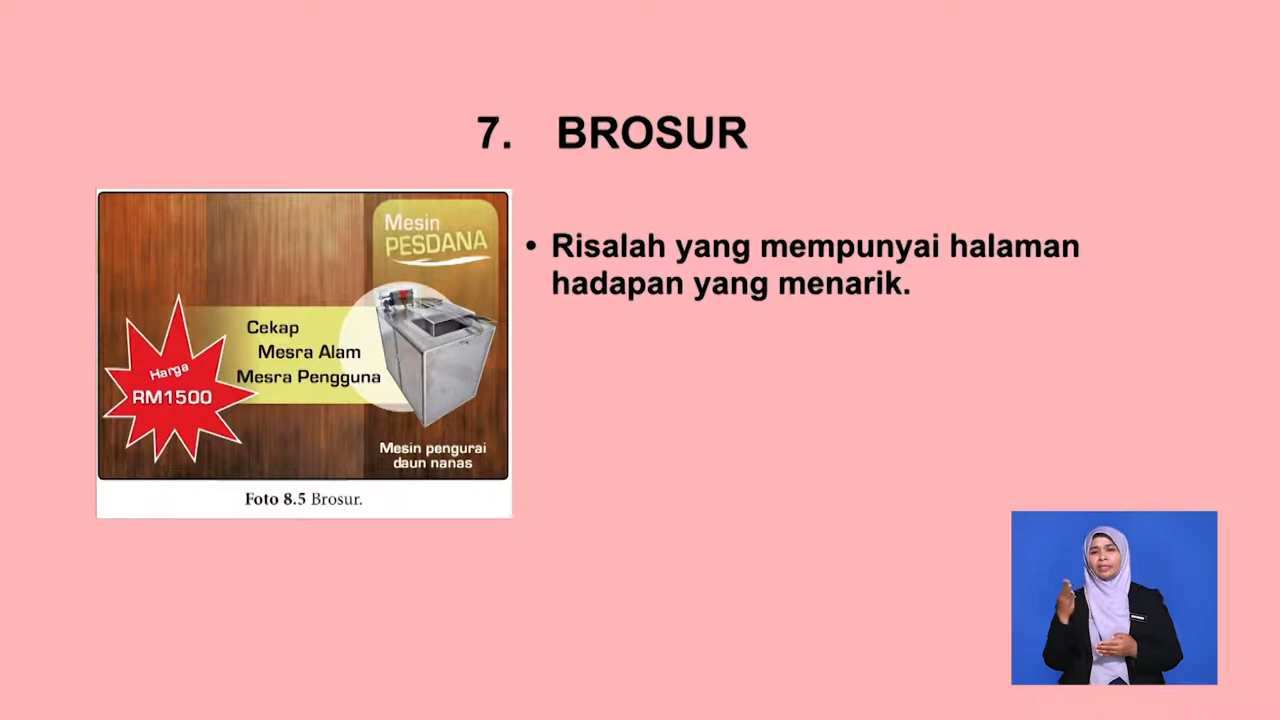 7. BROSUR
Mesin
PESDANA
Cekap
Mesra Alam
Mesra Pengguna
Harga
RM1500
Mesin pengurai
daun nanas
Foto 8.5 Brosur.
• Risalah yang mempunyai halaman
hadapan yang menarik.